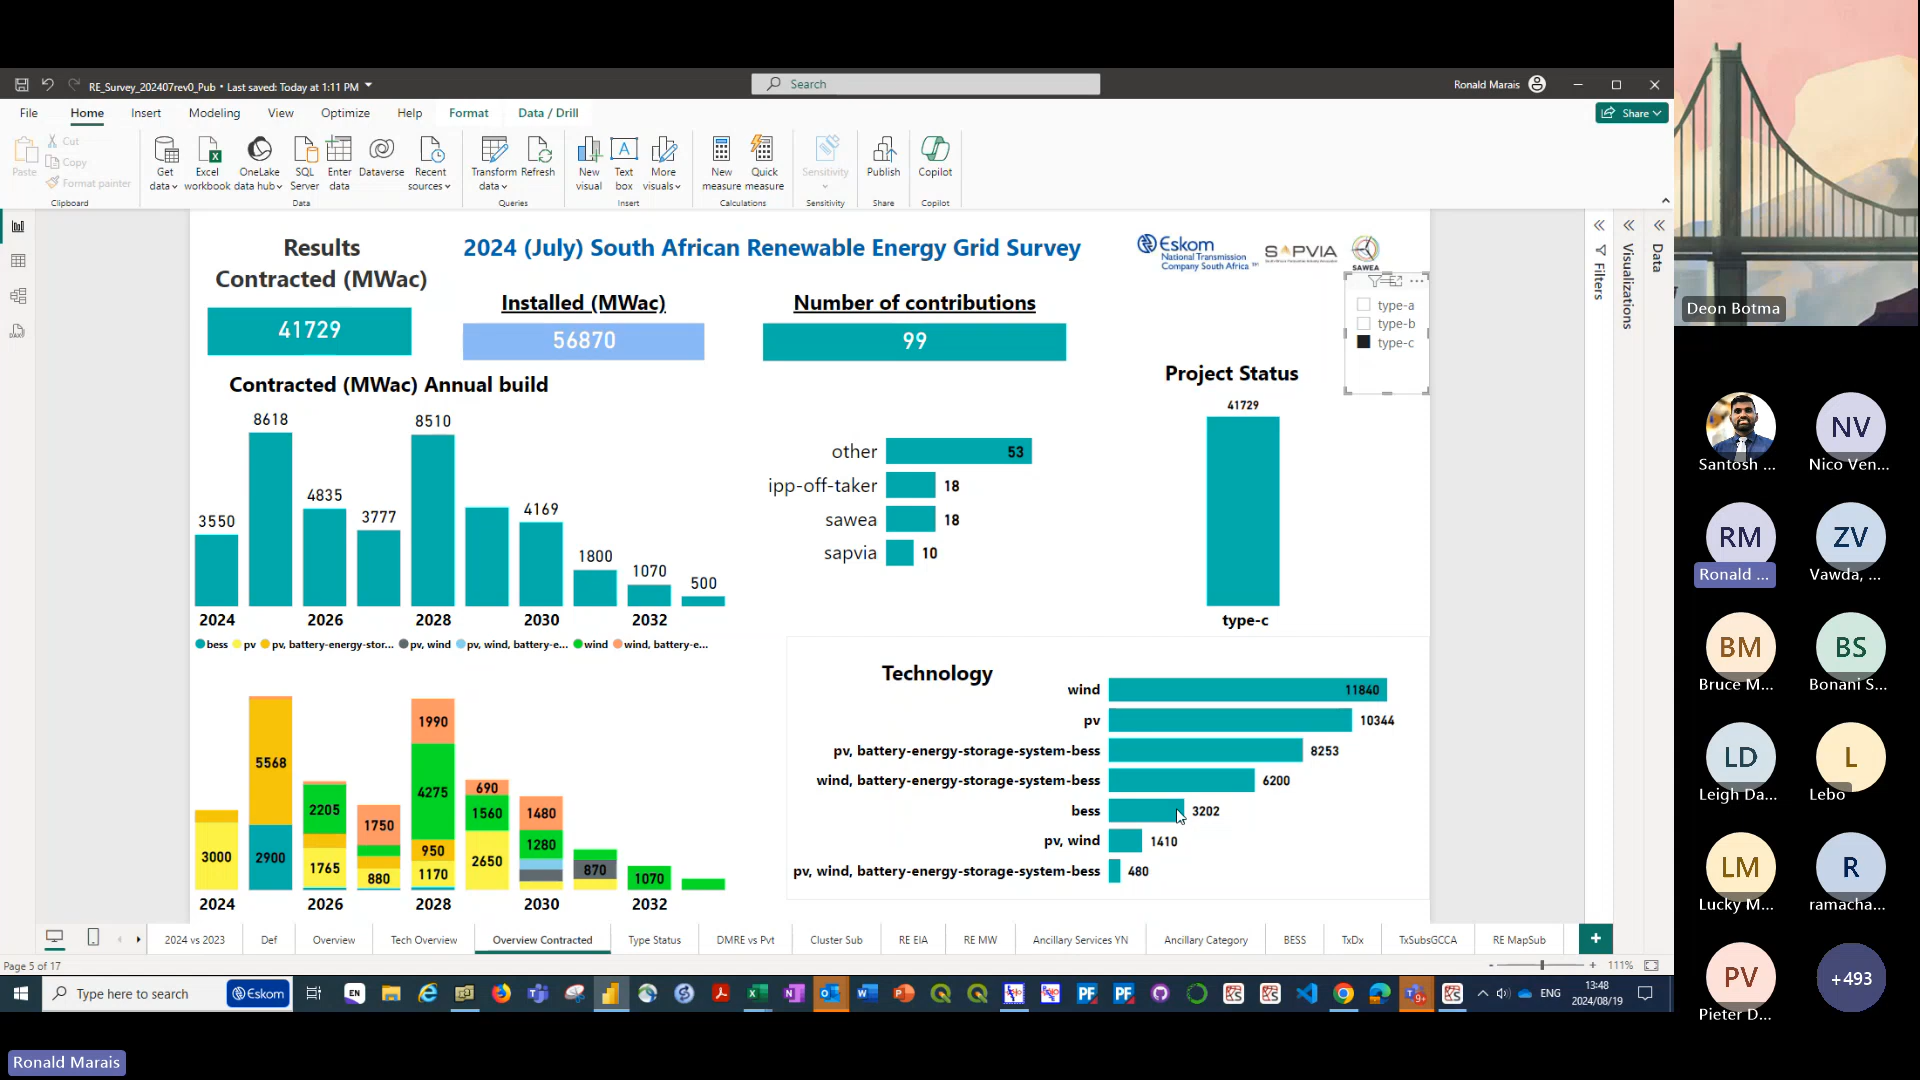 RE_Survey_202407rev0_Pub • Last saved: Today at 1:11 PM
Search
Ronald Marais
File Home Insert Modeling View Optimize Help Format Data / Drill
Share
Paste
Cut
Copy
Format painter
Get data
Excel workbook
OneLake data hub
SQL Server
Enter data
Dataverse
Recent sources
Transform data
Refresh
New visual
Text box
More visuals
New measure
Quick measure
Sensitivity
Publish
Copilot
Clipboard
Data
Queries
Insert
Calculations
Sensitivity
Share
Copilot
Results
Contracted (MWac)
41729
2024 (July) South African Renewable Energy Grid Survey
Installed (MWac)
56870
Number of contributions
99
Eskom
National Transmission
Company South Africa
SAPVIA
SAWEA
type-a
type-b
type-c
Filters
Visualizations
Data
Contracted (MWac) Annual build
3550
8618
4835
3777
8510
4169
1800
1070
500
2024 2026 2028 2030 2032
bess pv pv, battery-energy-stor... pv, wind pv, wind, battery-e... wind wind, battery-e...
other 53
ipp-off-taker 18
sawea 18
sapvia 10
Project Status
41729
type-c
3000
5568
2900
2205
1765
1750
880
1990
4275
950
1170
690
1560
2650
1480
1280
870
1070
2024 2026 2028 2030 2032
Technology
wind 11840
pv 10344
pv, battery-energy-storage-system-bess 8253
wind, battery-energy-storage-system-bess 6200
bess 3202
pv, wind 1410
pv, wind, battery-energy-storage-system-bess 480
2024 vs 2023 Def Overview Tech Overview Overview Contracted Type Status DMRE vs Pvt Cluster Sub RE EIA RE MW Ancillary Services YN Ancillary Category BESS TxDx TxSubsGCCA RE MapSub
Page 5 of 17
111%
Type here to search
Eskom
EN
ENG
13:48
2024/08/19
Ronald Marais
Deon Botma
Santosh ...
NV
Nico Ven...
RM
Ronald ...
ZV
Vawda, ...
BM
Bruce M...
BS
Bonani S...
LD
Leigh Da...
L
Lebo
LM
Lucky M...
R
ramacha...
PV
Pieter D...
+493